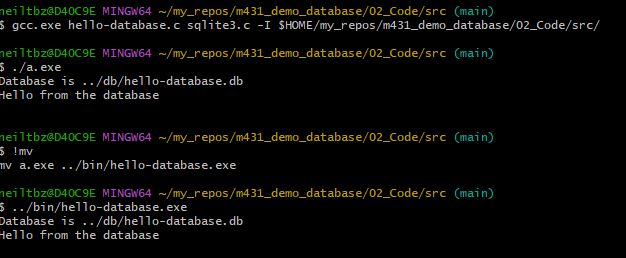 neiltbz@D40C9E MINGW64 ~/my_repos/m431_demo_database/02_Code/src (main)
$ gcc.exe hello-database.c sqlite3.c -I $HOME/my_repos/m431_demo_database/02_Code/src/
neiltbz@D40C9E MINGW64 ~/my_repos/m431_demo_database/02_Code/src (main)
$ ./a.exe
Database is ../db/hello-database.db
Hello from the database
neiltbz@D40C9E MINGW64 ~/my_repos/m431_demo_database/02_Code/src (main)
$ !mv
mv a.exe ../bin/hello-database.exe
neiltbz@D40C9E MINGW64 ~/my_repos/m431_demo_database/02_Code/src (main)
$ ../bin/hello-database.exe
Database is ../db/hello-database.db
Hello from the database